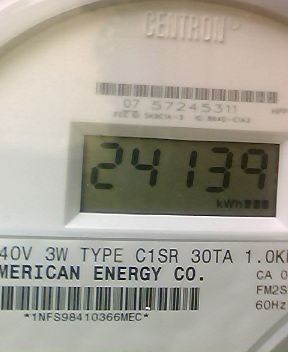 CENTRON®
07 57245311
24139
kWh
40V 3W TYPE C1SR 30TA 1.0K
MERICAN ENERGY CO.
CA 0
FM2S
60Hz
*1NFS98410366MEC*